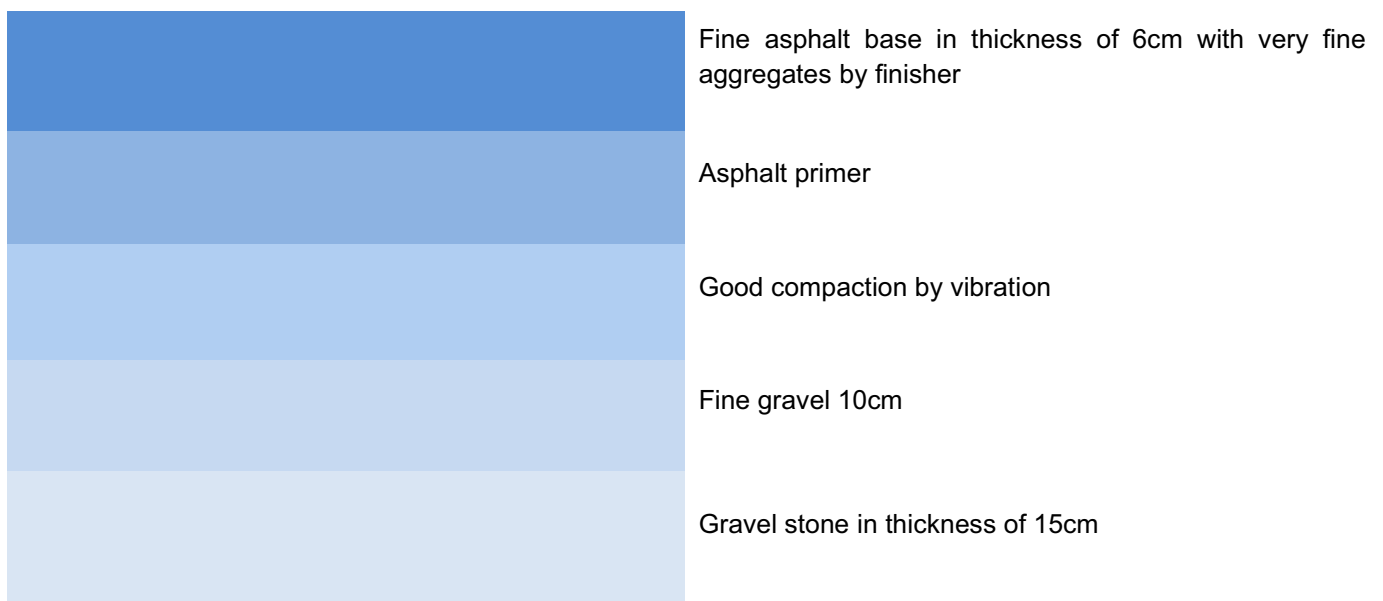 Fine asphalt base in thickness of 6cm with very fine
aggregates by finisher
Asphalt primer
Good compaction by vibration
Fine gravel 10cm
Gravel stone in thickness of 15cm